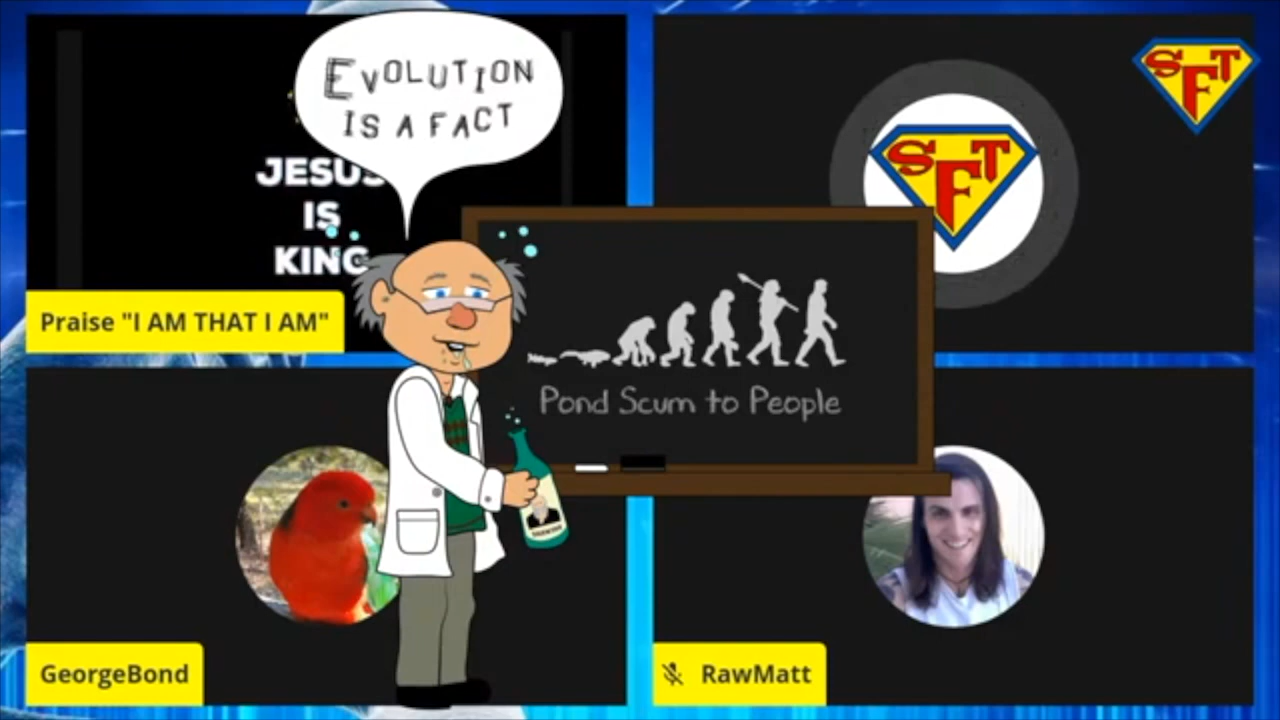 EVOLUTION
IS A FACT
SFT
JESUS
IS
KING
SFT
Praise "I AM THAT I AM"
Pond Scum to People
GeorgeBond
RawMatt